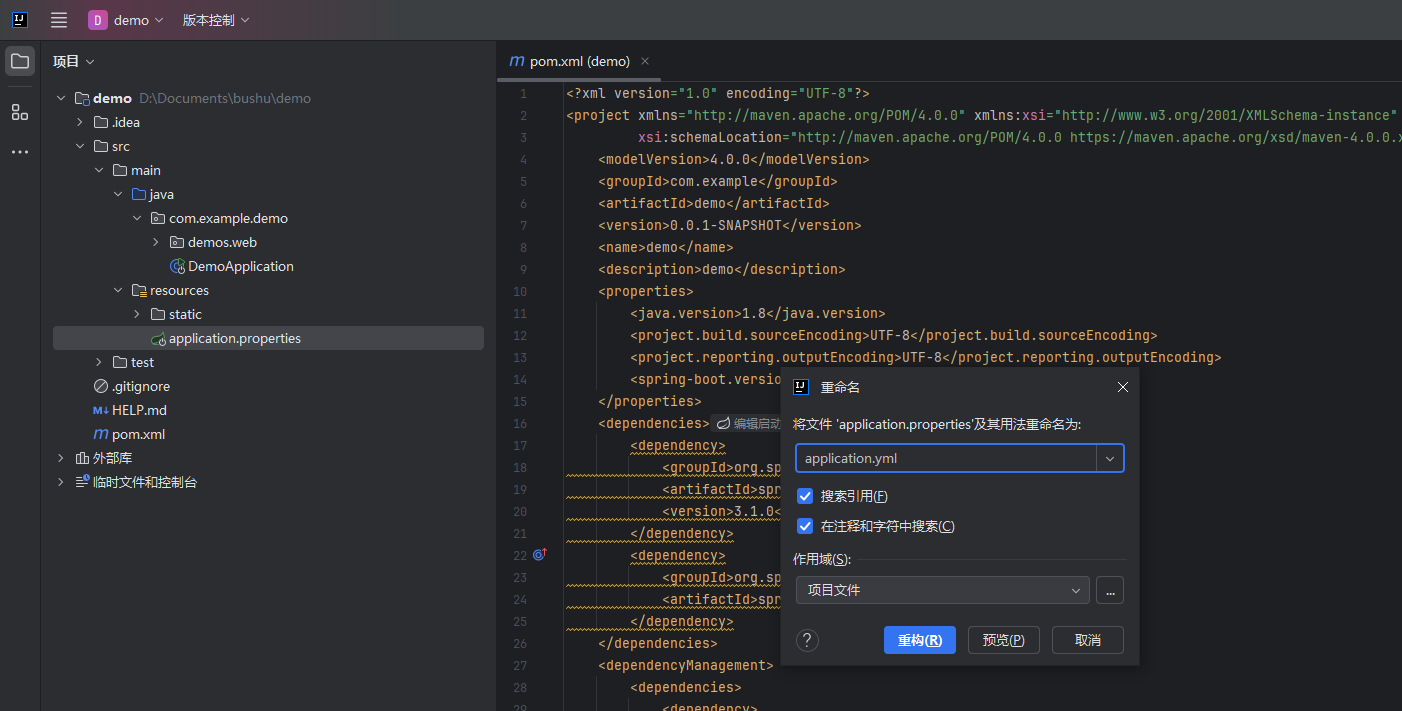 demo 版本控制
项目
demo D:\Documents\bushu\demo
.idea
src
main
java
com.example.demo
demos.web
DemoApplication
resources
static
application.properties
test
.gitignore
HELP.md
pom.xml
外部库
临时文件和控制台
pom.xml (demo)
1 <?xml version="1.0" encoding="UTF-8"?>
2 <project xmlns="http://maven.apache.org/POM/4.0.0" xmlns:xsi="http://www.w3.org/2001/XMLSchema-instance"
3 xsi:schemaLocation="http://maven.apache.org/POM/4.0.0 https://maven.apache.org/xsd/maven-4.0.0.x
4 <modelVersion>4.0.0</modelVersion>
5 <groupId>com.example</groupId>
6 <artifactId>demo</artifactId>
7 <version>0.0.1-SNAPSHOT</version>
8 <name>demo</name>
9 <description>demo</description>
10 <properties>
11 <java.version>1.8</java.version>
12 <project.build.sourceEncoding>UTF-8</project.build.sourceEncoding>
13 <project.reporting.outputEncoding>UTF-8</project.reporting.outputEncoding>
14 <spring-boot.versio
15 </properties>
16 <dependencies> 编辑启动
17 <dependency>
18 <groupId>org.sp
19 <artifactId>spr
20 <version>3.1.0<
21 </dependency>
22 <dependency>
23 <groupId>org.sp
24 <artifactId>spr
25 </dependency>
26 </dependencies>
27 <dependencyManagement>
28 <dependencies>
29 <dependency>
重命名
将文件 'application.properties'及其用法重命名为:
application.yml
搜索引用(F)
在注释和字符中搜索(C)
作用域(S):
项目文件
...
? 重构(R) 预览(P) 取消